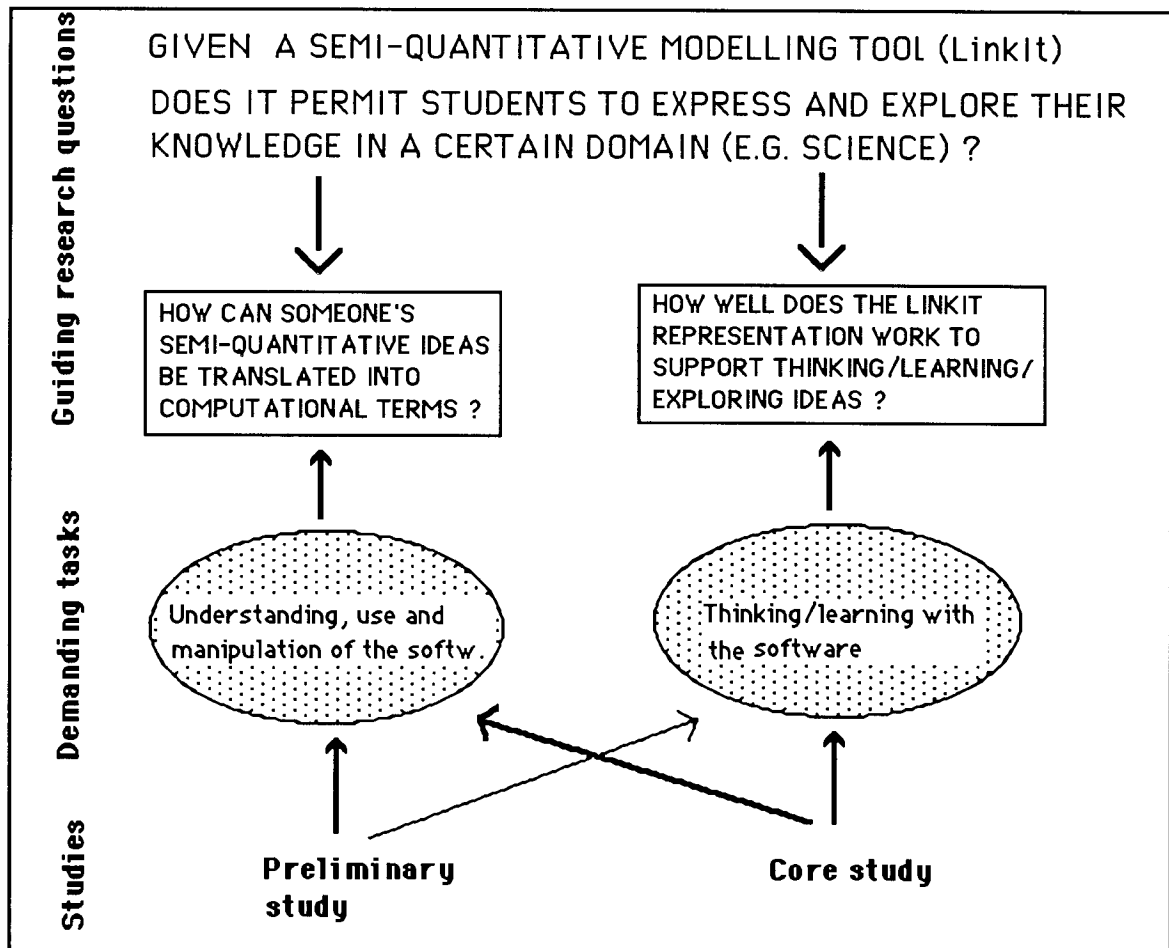 Guiding research questions
GIVEN A SEMI-QUANTITATIVE MODELLING TOOL (LinkIt)
DOES IT PERMIT STUDENTS TO EXPRESS AND EXPLORE THEIR
KNOWLEDGE IN A CERTAIN DOMAIN (E.G. SCIENCE) ?
HOW CAN SOMEONE'S
SEMI-QUANTITATIVE IDEAS
BE TRANSLATED INTO
COMPUTATIONAL TERMS ?
HOW WELL DOES THE LINKIT
REPRESENTATION WORK TO
SUPPORT THINKING/LEARNING/
EXPLORING IDEAS ?
Demanding tasks
Understanding, use and
manipulation of the softw.
Thinking/learning with
the software
Studies
Preliminary
study
Core study